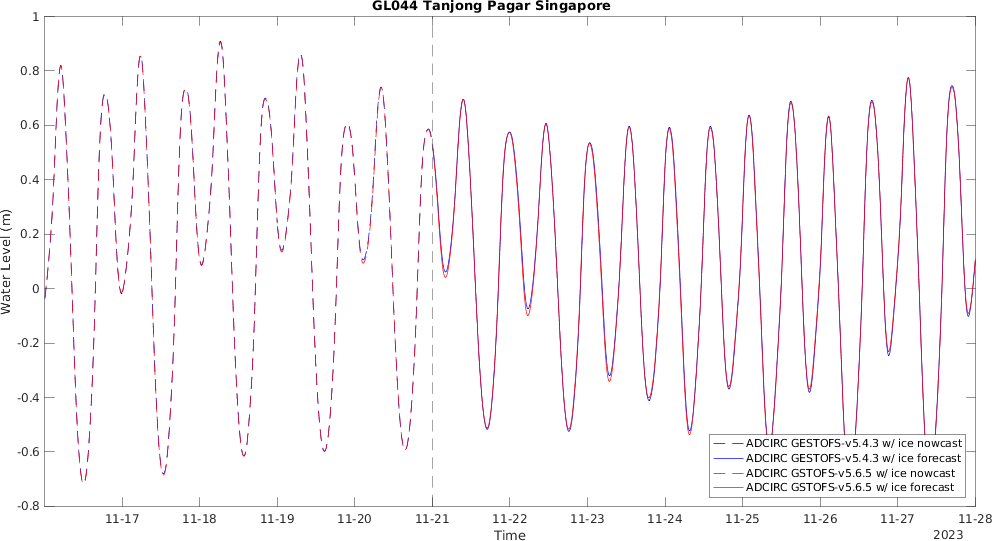 GL044 Tanjong Pagar Singapore
1
0.8
0.6
0.4
0.2
0
-0.2
-0.4
-0.6
-0.8
Water Level (m)
ADCIRC GESTOFS-v5.4.3 w/ ice nowcast
ADCIRC GESTOFS-v5.4.3 w/ ice forecast
ADCIRC GSTOFS-v5.6.5 w/ ice nowcast
ADCIRC GSTOFS-v5.6.5 w/ ice forecast
11-17 11-18 11-19 11-20 11-21 11-22 11-23 11-24 11-25 11-26 11-27 11-28
Time
2023